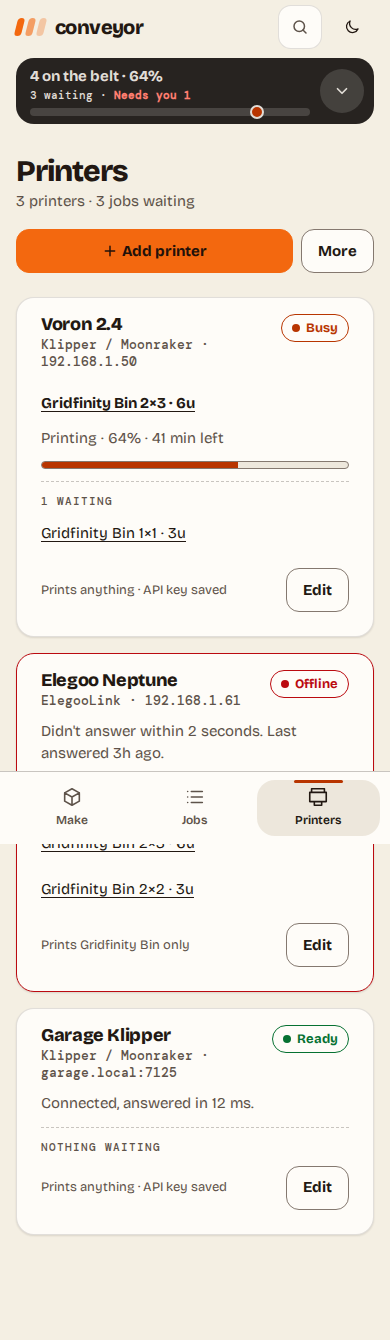 conveyor
4 on the belt · 64%
3 waiting · Needs you 1
Printers
3 printers · 3 jobs waiting
+ Add printer
More
Voron 2.4
Busy
Klipper / Moonraker ·
192.168.1.50
Gridfinity Bin 2×3 · 6u
Printing · 64% · 41 min left
1 WAITING
Gridfinity Bin 1×1 · 3u
Prints anything · API key saved
Edit
Elegoo Neptune
Offline
ElegooLink · 192.168.1.61
Didn't answer within 2 seconds. Last
answered 3h ago.
Make
Jobs
Printers
Gridfinity Bin 2×3 · 6u
Gridfinity Bin 2×2 · 3u
Prints Gridfinity Bin only
Edit
Garage Klipper
Ready
Klipper / Moonraker ·
garage.local:7125
Connected, answered in 12 ms.
NOTHING WAITING
Prints anything · API key saved
Edit